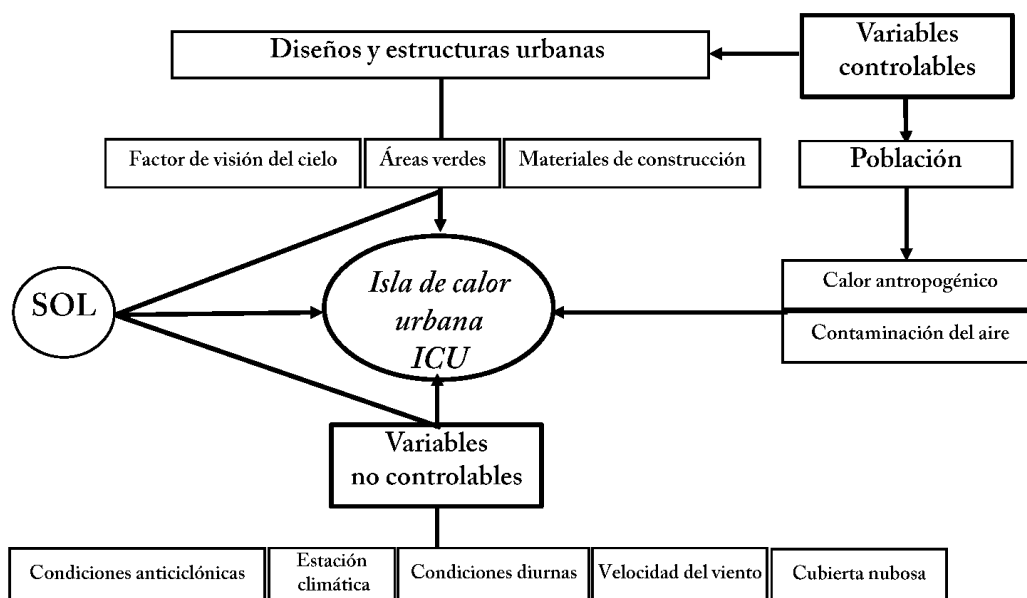 Diseños y estructuras urbanas
Variables
controlables
Factor de visión del cielo
Áreas verdes
Materiales de construcción
Población
SOL
Isla de calor
urbana
ICU
Calor antropogénico
Contaminación del aire
Variables
no controlables
Condiciones anticiclónicas
Estación
climática
Condiciones diurnas
Velocidad del viento
Cubierta nubosa